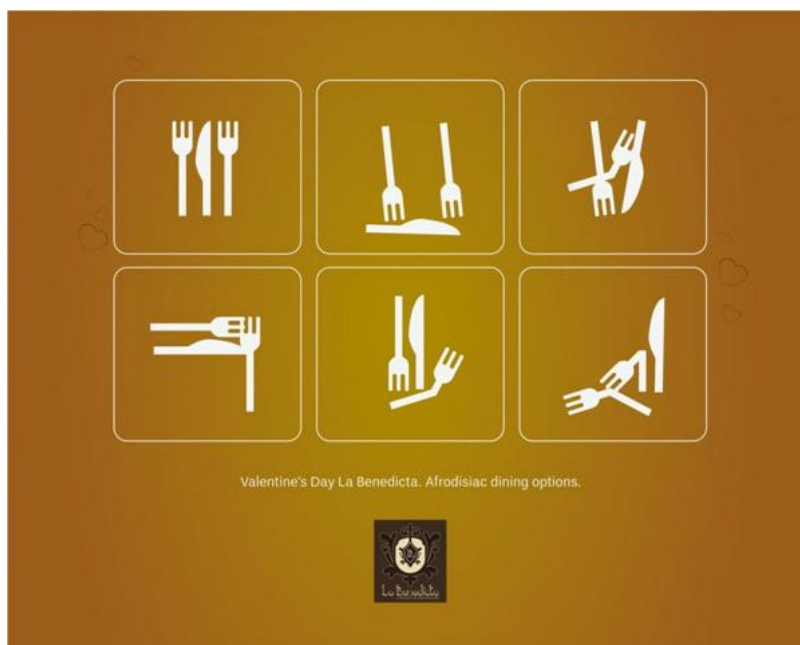 Valentine's Day La Benedicta. Afrodisiac dining options.
La Benedicta